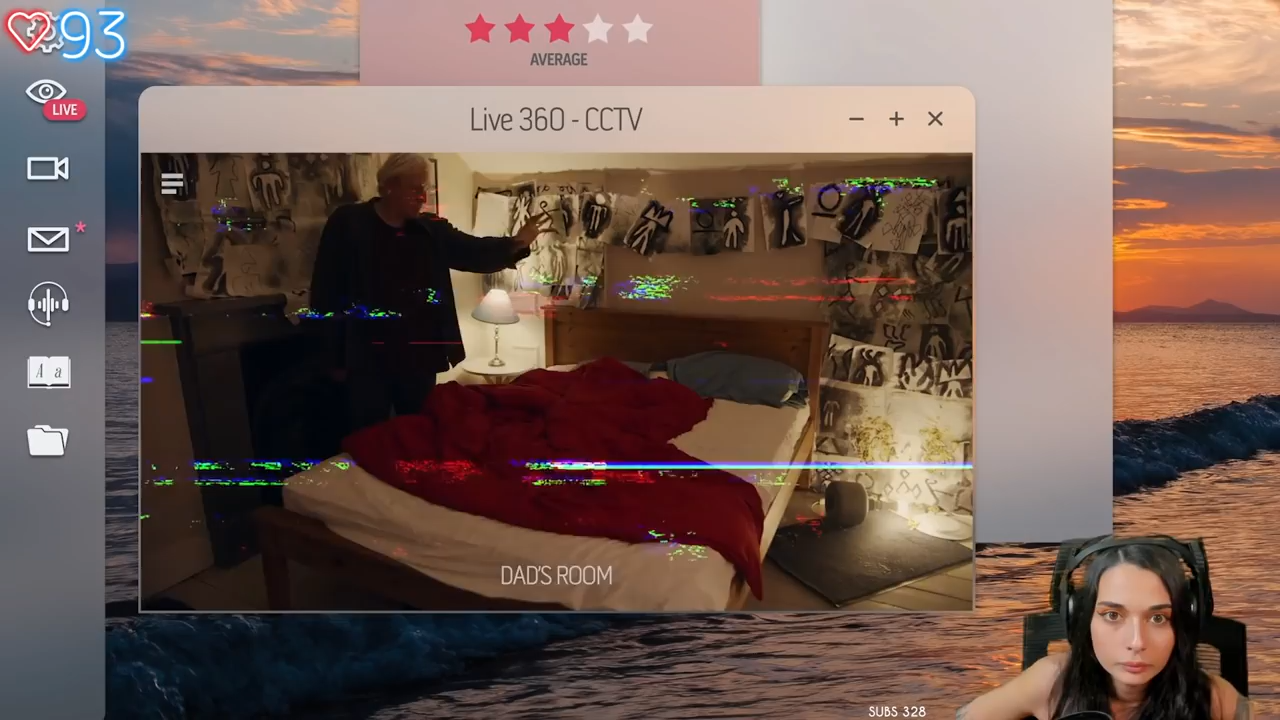 93
LIVE
A a
AVERAGE
Live 360 - CCTV
DAD'S ROOM
SUBS 328